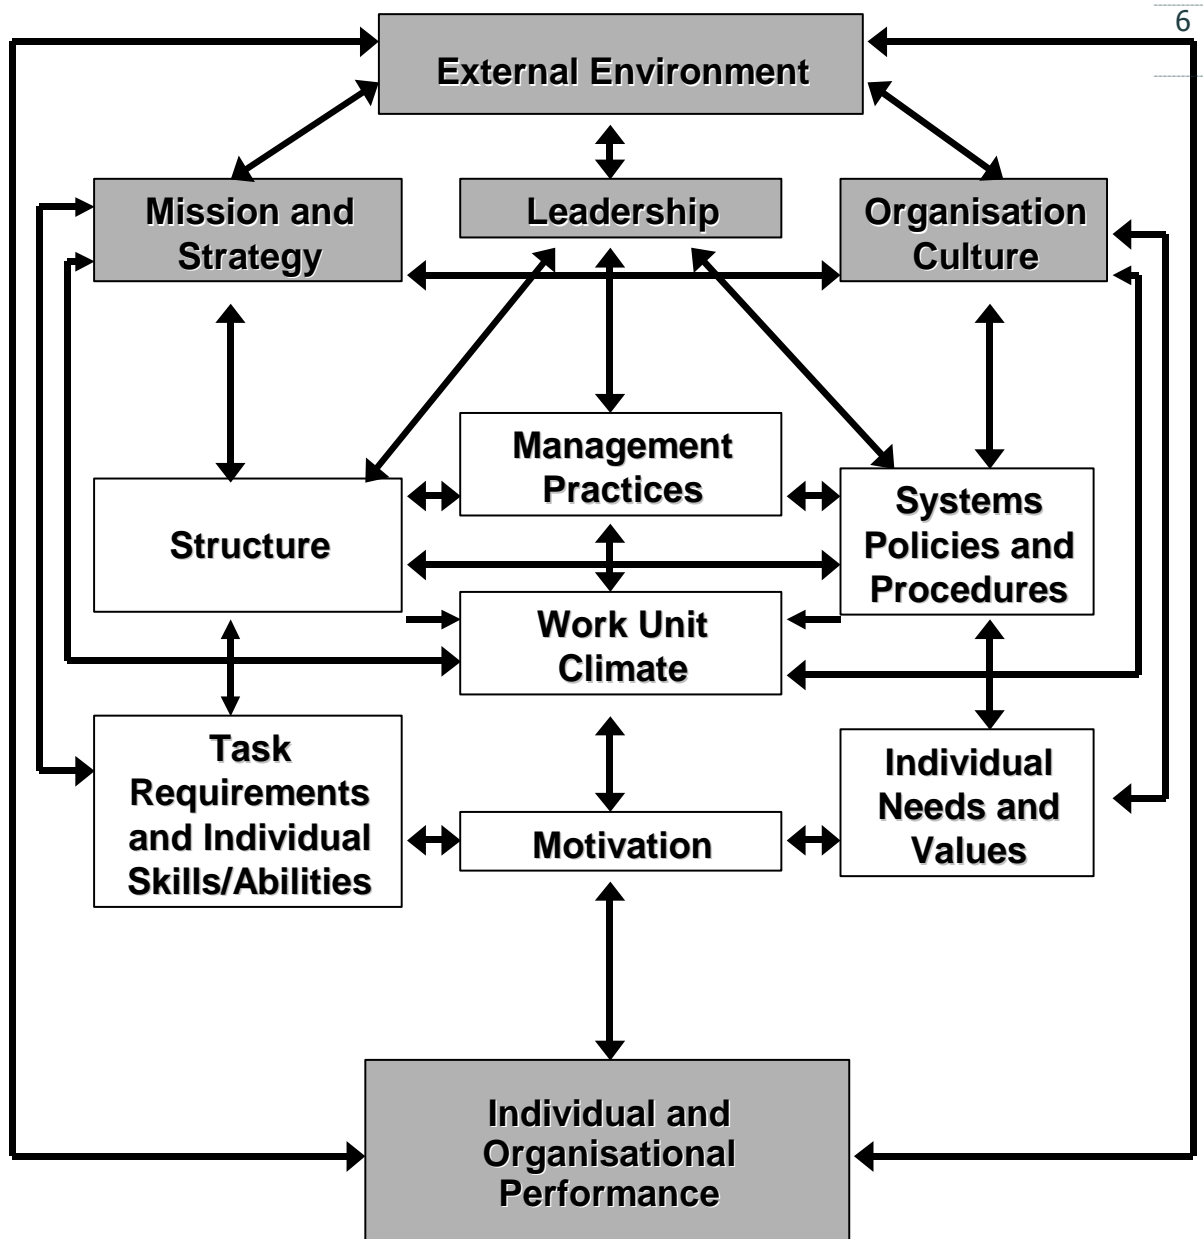 6
External Environment
Mission and
Strategy
Leadership
Organisation
Culture
Management
Practices
Structure
Systems
Policies and
Procedures
Work Unit
Climate
Task
Requirements
and Individual
Skills/Abilities
Motivation
Individual
Needs and
Values
Individual and
Organisational
Performance